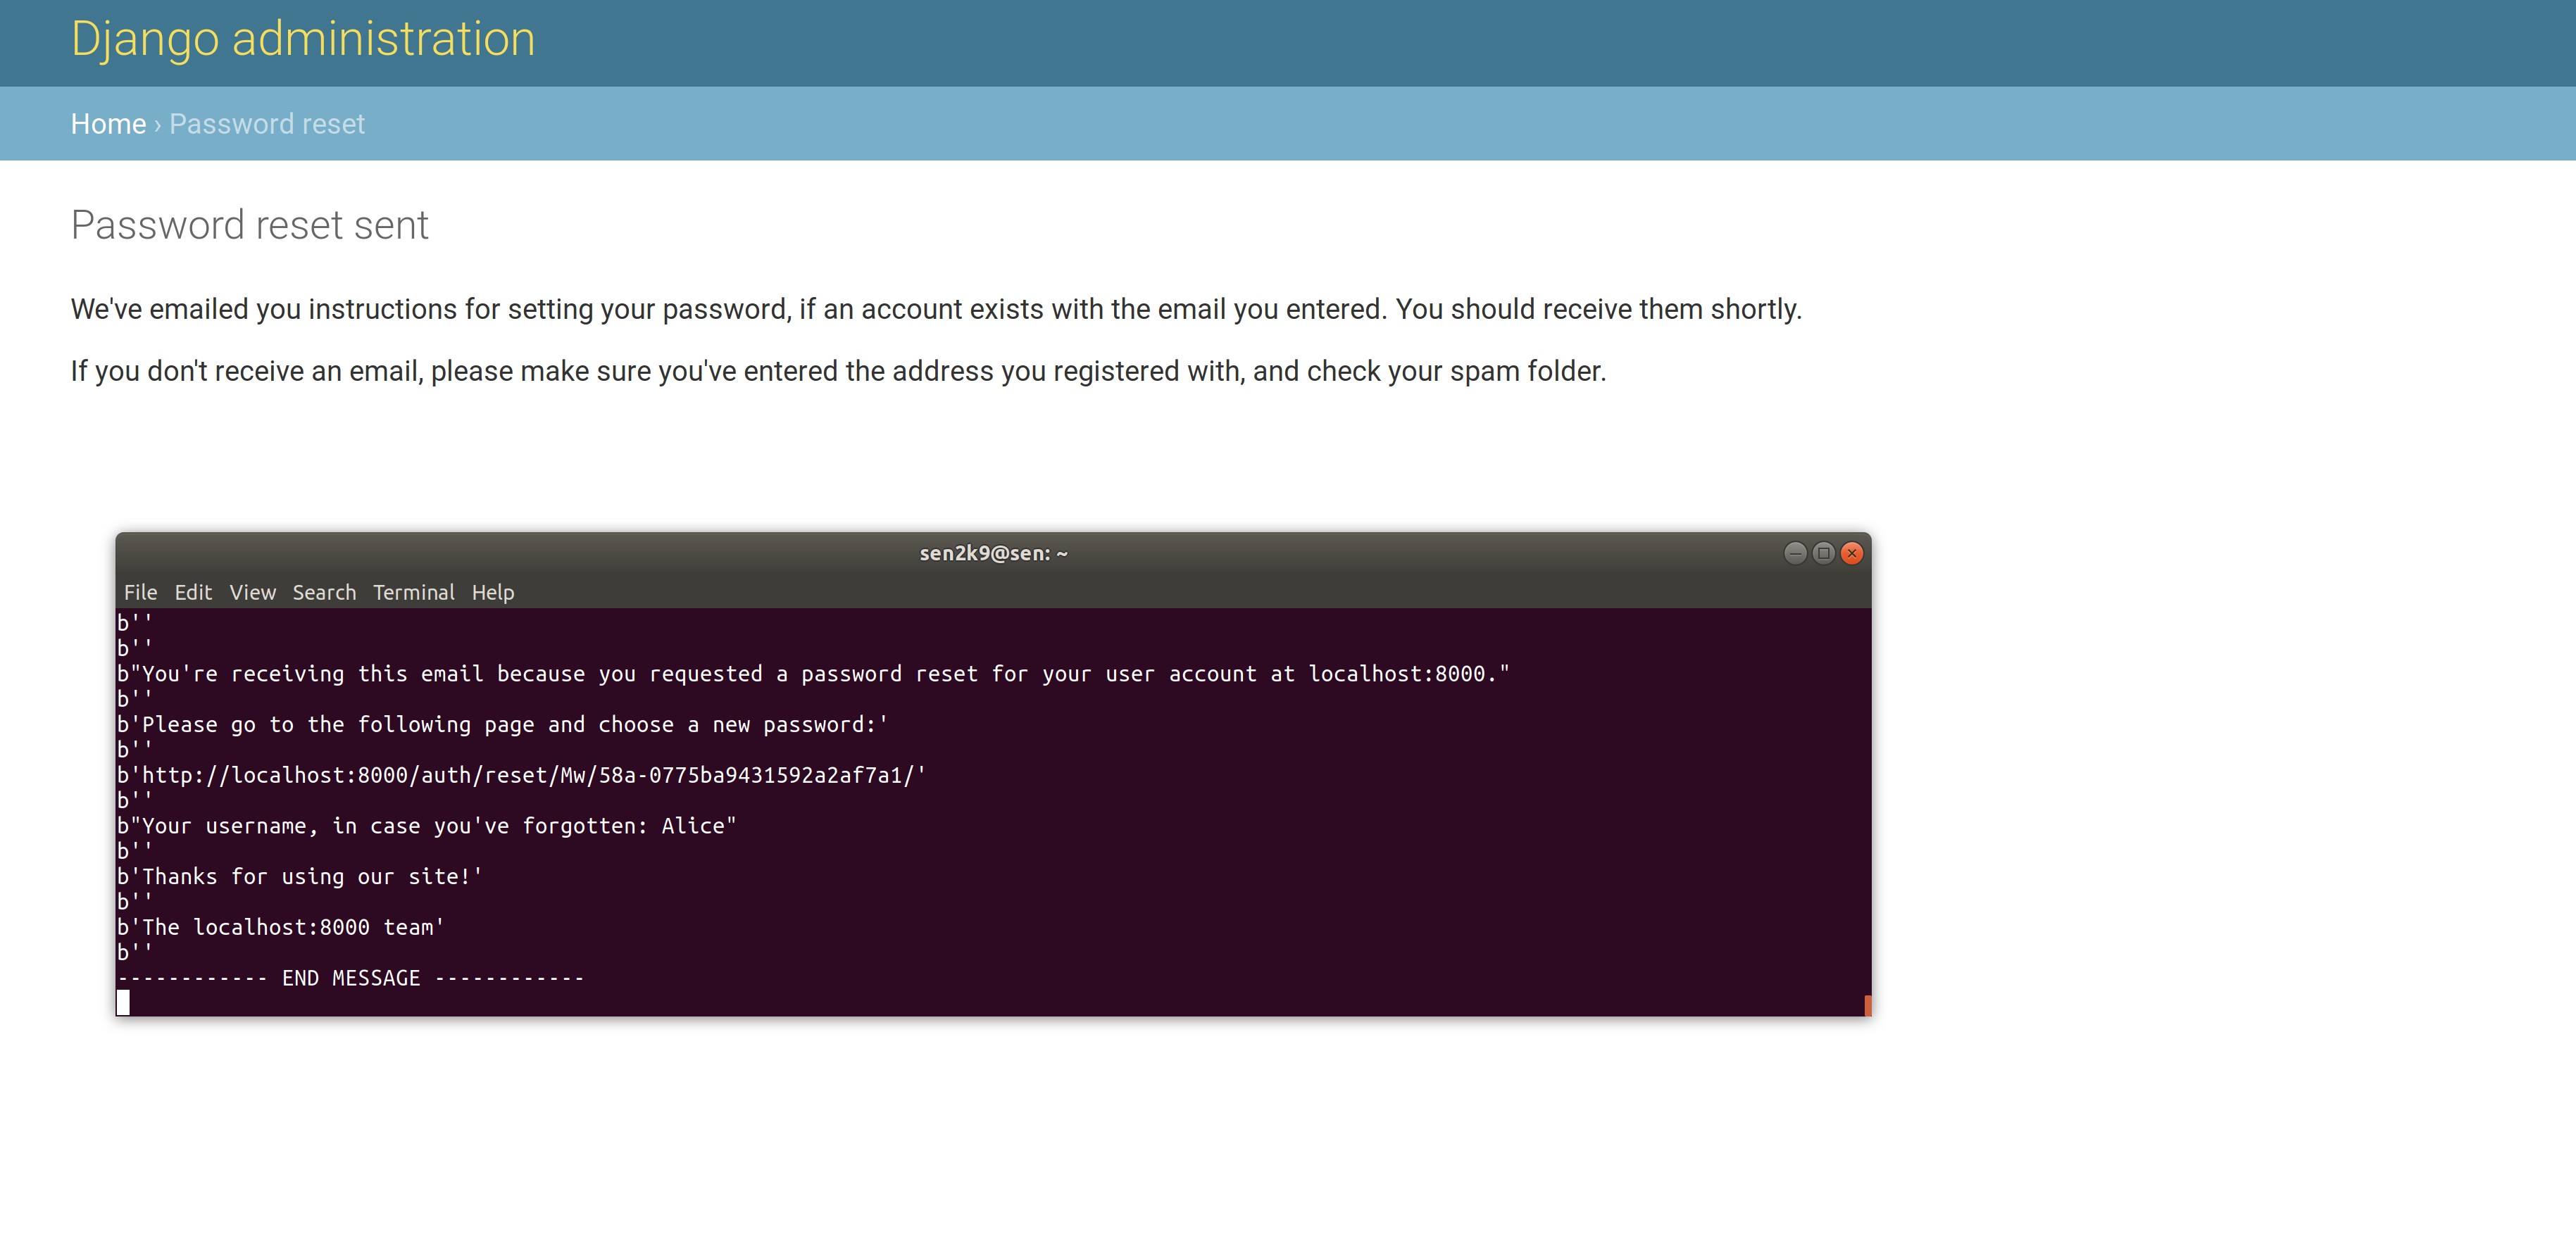 Django administration
Home › Password reset
Password reset sent
We've emailed you instructions for setting your password, if an account exists with the email you entered. You should receive them shortly.
If you don't receive an email, please make sure you've entered the address you registered with, and check your spam folder.
sen2k9@sen: ~
File Edit View Search Terminal Help
b''
b''
b"You're receiving this email because you requested a password reset for your user account at localhost:8000."
b''
b'Please go to the following page and choose a new password:'
b''
b'http://localhost:8000/auth/reset/Mw/58a-0775ba9431592a2af7a1/'
b''
b"Your username, in case you've forgotten: Alice"
b''
b'Thanks for using our site!'
b''
b'The localhost:8000 team'
b''
------------ END MESSAGE ------------